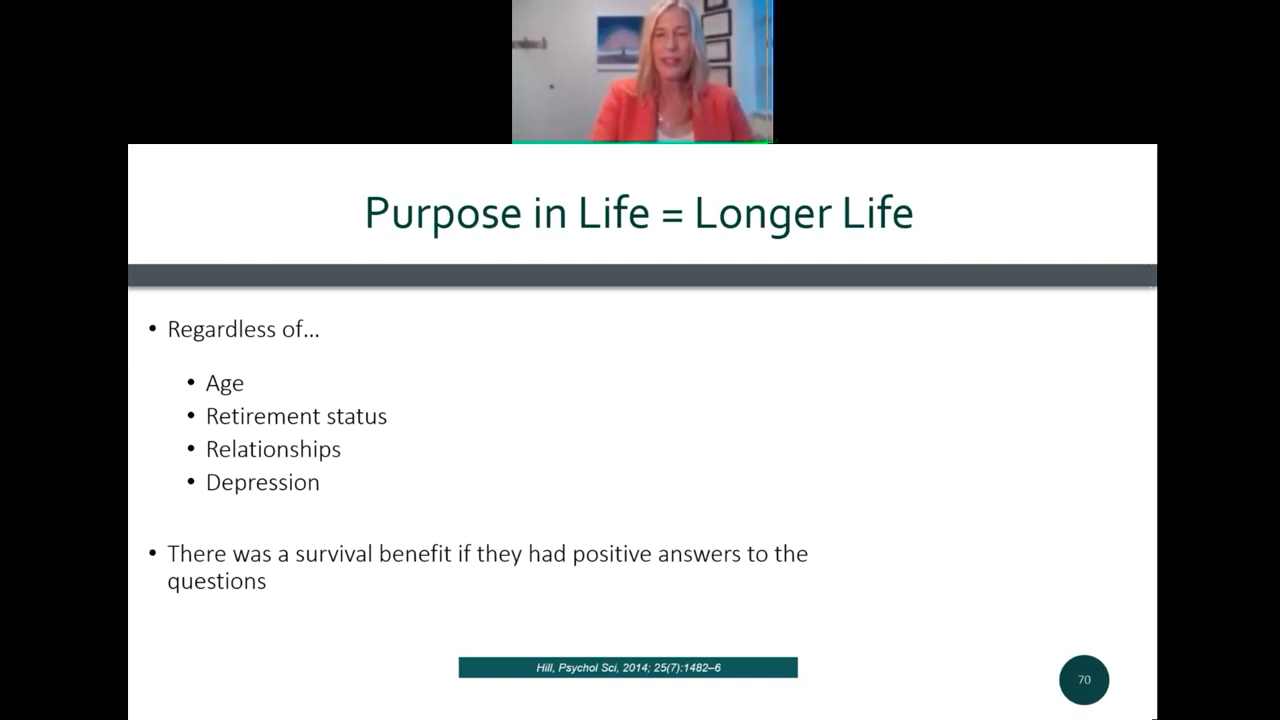 Purpose in Life = Longer Life
• Regardless of...
• Age
• Retirement status
• Relationships
• Depression
• There was a survival benefit if they had positive answers to the
questions
Hill, Psychol Sci, 2014; 25(7):1482–6
70